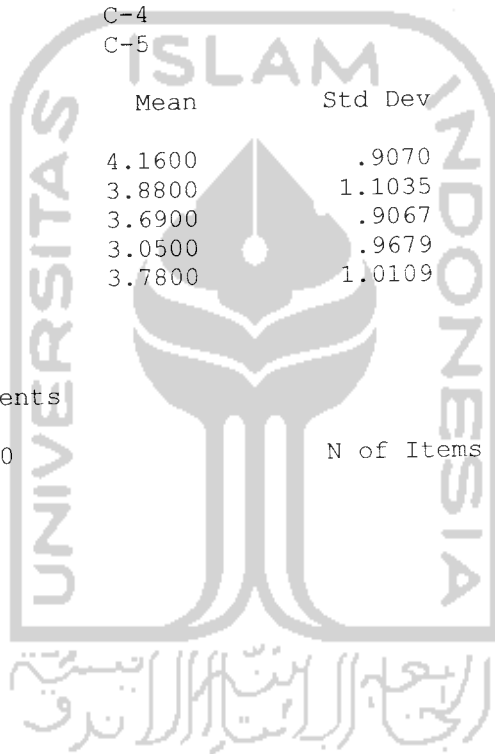 C-4
C-5
ISLAM
Mean Std Dev
4.1600 .9070
3.8800 1.1035
3.6900 .9067
3.0500 .9679
3.7800 1.0109
UNIVERSITAS
INDONESIA
ents
0 N of Items